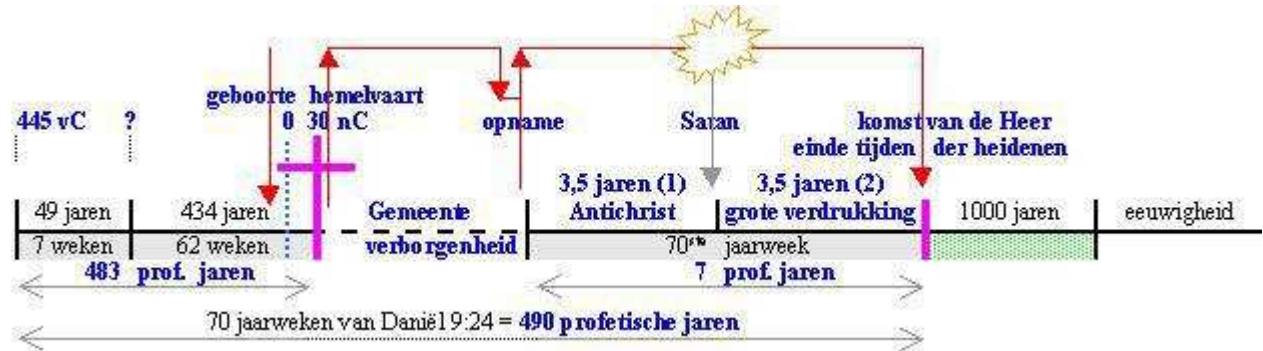 geboorte hemelvaart
445 vC ? 0 30 nC opname Satan komst van de Heer
einde tijden der heidenen
3,5 jaren (1) 3,5 jaren (2)
49 jaren 434 jaren Gemeente Antichrist grote verdrukking 1000 jaren eeuwigheid
7 weken 62 weken verborgenheid 70ste jaarweek
483 prof. jaren 7 prof. jaren
70 jaarweken van Daniël 9:24 = 490 profetische jaren